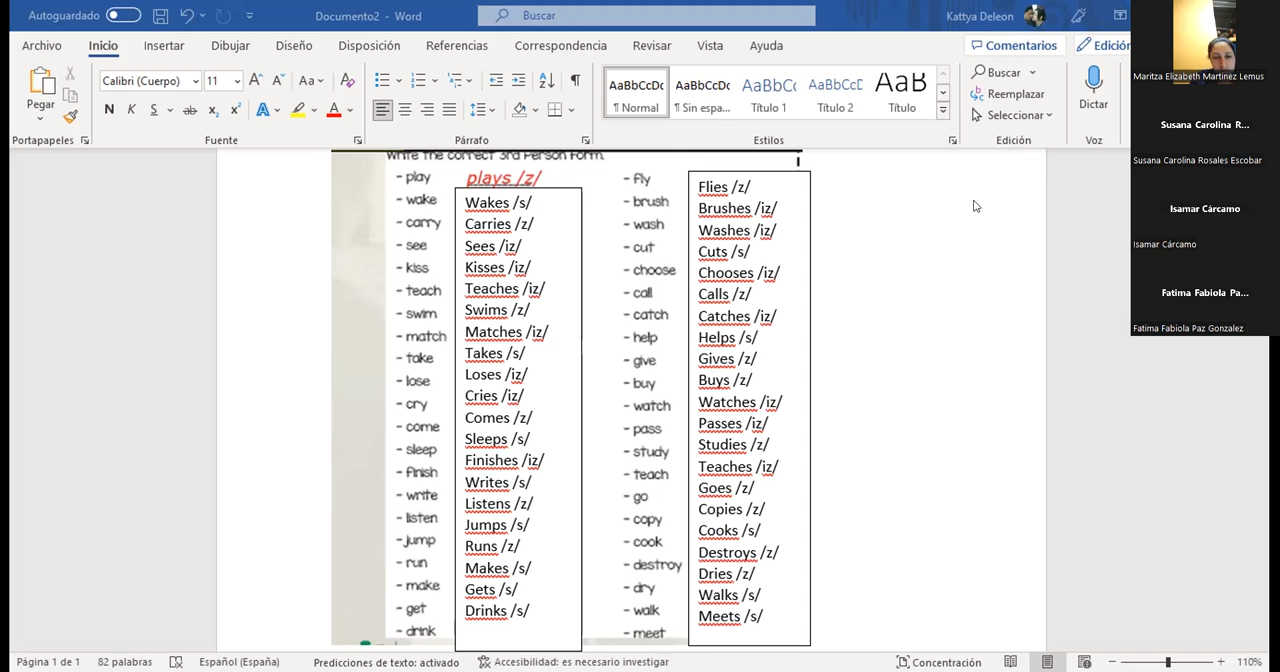 Autoguardado
Documento2 - Word
Buscar
Kattya Deleon
Archivo Inicio Insertar Dibujar Diseño Disposición Referencias Correspondencia Revisar Vista Ayuda
Comentarios
Edición
Pegar
Calibri (Cuerpo) 11
N K S ab x₂ x²
AaBbCcDc AaBbCcDc AaBbCc AaBbCcD AaB
¶ Normal ¶ Sin espa... Título 1 Título 2 Título
Buscar
Reemplazar
Seleccionar
Dictar
Portapapeles Fuente Párrafo Estilos Edición Voz
Maritza Elizabeth Martinez Lemus
Susana Carolina R...
Susana Carolina Rosales Escobar
Isamar Cárcamo
Isamar Cárcamo
Fatima Fabiola Pa...
Fatima Fabiola Paz Gonzalez
Write the correct 3rd Person Form.
- play plays /z/
- wake Wakes /s/
- carry Carries /z/
- see Sees /iz/
- kiss Kisses /iz/
- teach Teaches /iz/
- swim Swims /z/
- match Matches /iz/
- take Takes /s/
- lose Loses /iz/
- cry Cries /iz/
- come Comes /z/
- sleep Sleeps /s/
- finish Finishes /iz/
- write Writes /s/
- listen Listens /z/
- jump Jumps /s/
- run Runs /z/
- make Makes /s/
- get Gets /s/
- drink Drinks /s/
- fly Flies /z/
- brush Brushes /iz/
- wash Washes /iz/
- cut Cuts /s/
- choose Chooses /iz/
- call Calls /z/
- catch Catches /iz/
- help Helps /s/
- give Gives /z/
- buy Buys /z/
- watch Watches /iz/
- pass Passes /iz/
- study Studies /z/
- teach Teaches /iz/
- go Goes /z/
- copy Copies /z/
- cook Cooks /s/
- destroy Destroys /z/
- dry Dries /z/
- walk Walks /s/
- meet Meets /s/
Página 1 de 1 82 palabras Español (España) Predicciones de texto: activado Accesibilidad: es necesario investigar Concentración 110%